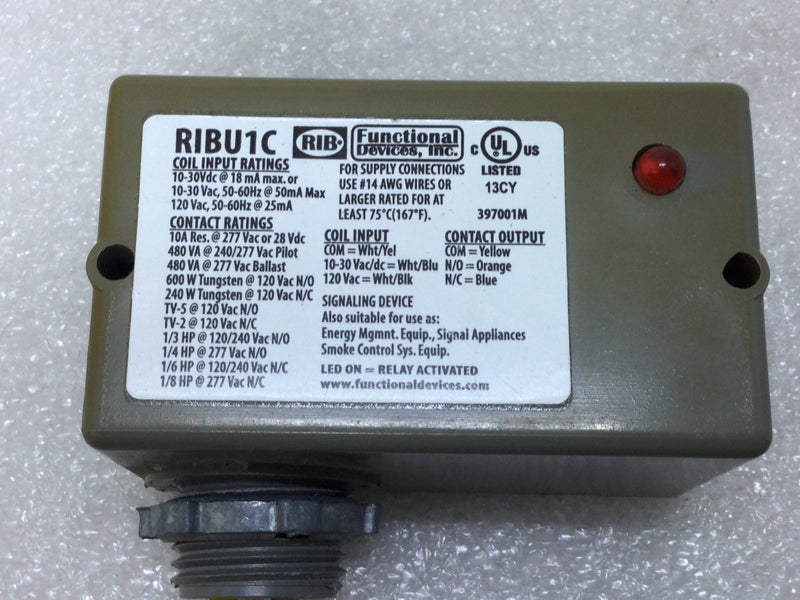 RIBU1C RIB Functional Devices, Inc. C UL US
LISTED
13CY
397001M
COIL INPUT RATINGS
10-30Vdc @ 18 mA max. or
10-30 Vac, 50-60Hz @ 50mA Max
120 Vac, 50-60Hz @ 25mA
FOR SUPPLY CONNECTIONS
USE #14 AWG WIRES OR
LARGER RATED FOR AT
LEAST 75°C(167°F).
CONTACT RATINGS
10A Res. @ 277 Vac or 28 Vdc
480 VA @ 240/277 Vac Pilot
480 VA @ 277 Vac Ballast
600 W Tungsten @ 120 Vac N/O
240 W Tungsten @ 120 Vac N/C
TV-5 @ 120 Vac N/O
TV-2 @ 120 Vac N/C
1/3 HP @ 120/240 Vac N/O
1/4 HP @ 277 Vac N/O
1/6 HP @ 120/240 Vac N/C
1/8 HP @ 277 Vac N/C
COIL INPUT
COM = Wht/Yel
10-30 Vac/dc = Wht/Blu
120 Vac = Wht/Blk
CONTACT OUTPUT
COM = Yellow
N/O = Orange
N/C = Blue
SIGNALING DEVICE
Also suitable for use as:
Energy Mgmnt. Equip., Signal Appliances
Smoke Control Sys. Equip.
LED ON = RELAY ACTIVATED
www.functionaldevices.com